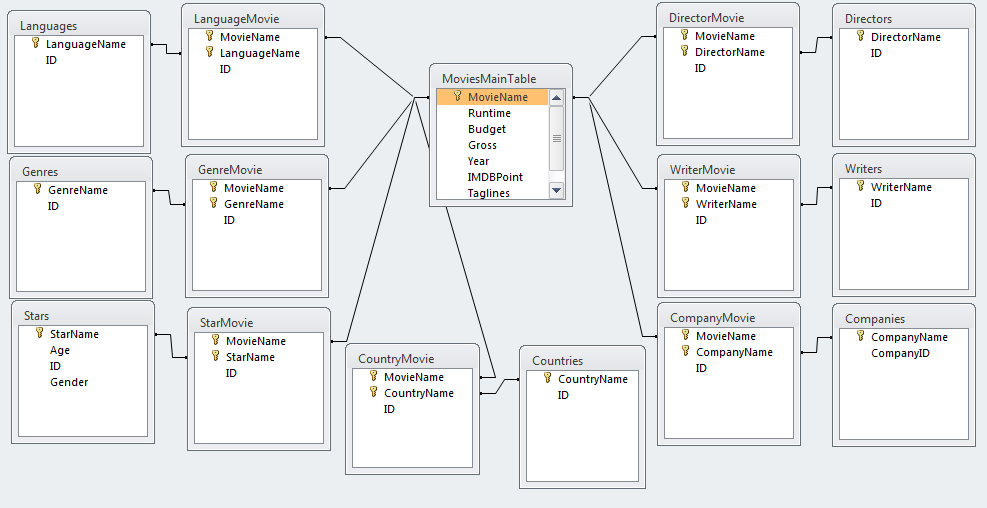 Languages
LanguageName
ID
LanguageMovie
MovieName
LanguageName
ID
MoviesMainTable
MovieName
Runtime
Budget
Gross
Year
IMDBPoint
Taglines
DirectorMovie
MovieName
DirectorName
ID
Directors
DirectorName
ID
Genres
GenreName
ID
GenreMovie
MovieName
GenreName
ID
WriterMovie
MovieName
WriterName
ID
Writers
WriterName
ID
Stars
StarName
Age
ID
Gender
StarMovie
MovieName
StarName
ID
CountryMovie
MovieName
CountryName
ID
Countries
CountryName
ID
CompanyMovie
MovieName
CompanyName
ID
Companies
CompanyName
CompanyID